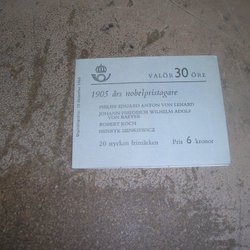 VALÖR 30 ÖRE
1905 års nobelpristagare
PHILIPP EDUARD ANTON VON LENARD
JOHANN FRIEDRICH WILHELM ADOLF
VON BAEYER
ROBERT KOCH
HENRYK SIENKIEWICZ
20 stycken frimärken Pris 6 kronor